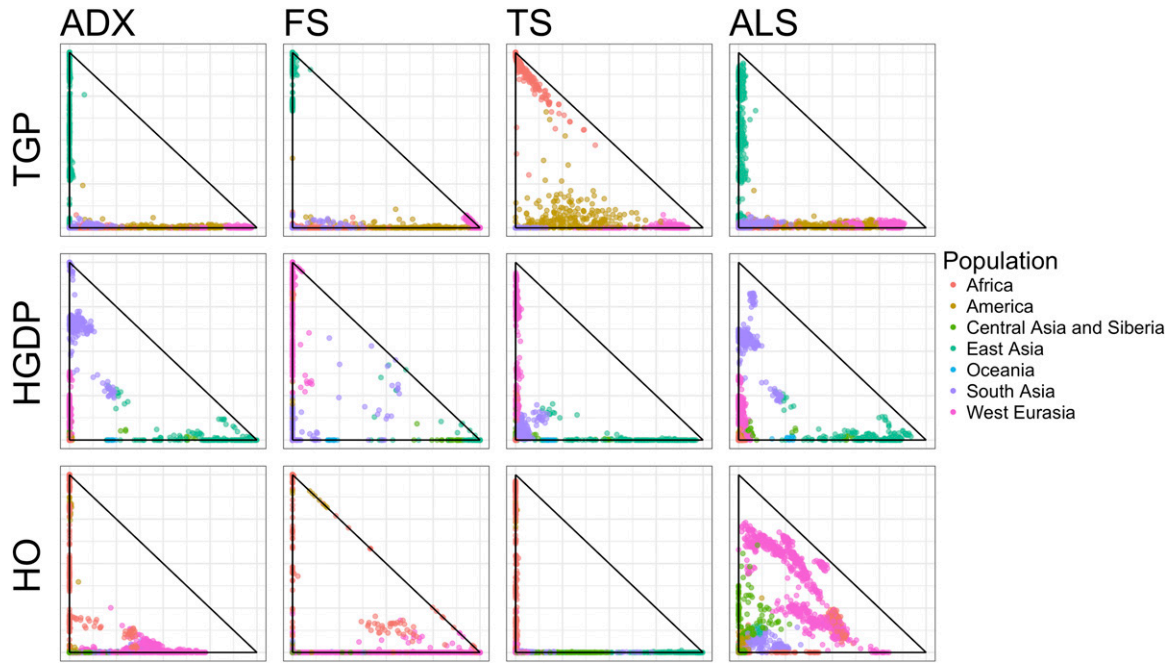 ADX FS TS ALS
TGP
HGDP
HO
Population
Africa
America
Central Asia and Siberia
East Asia
Oceania
South Asia
West Eurasia